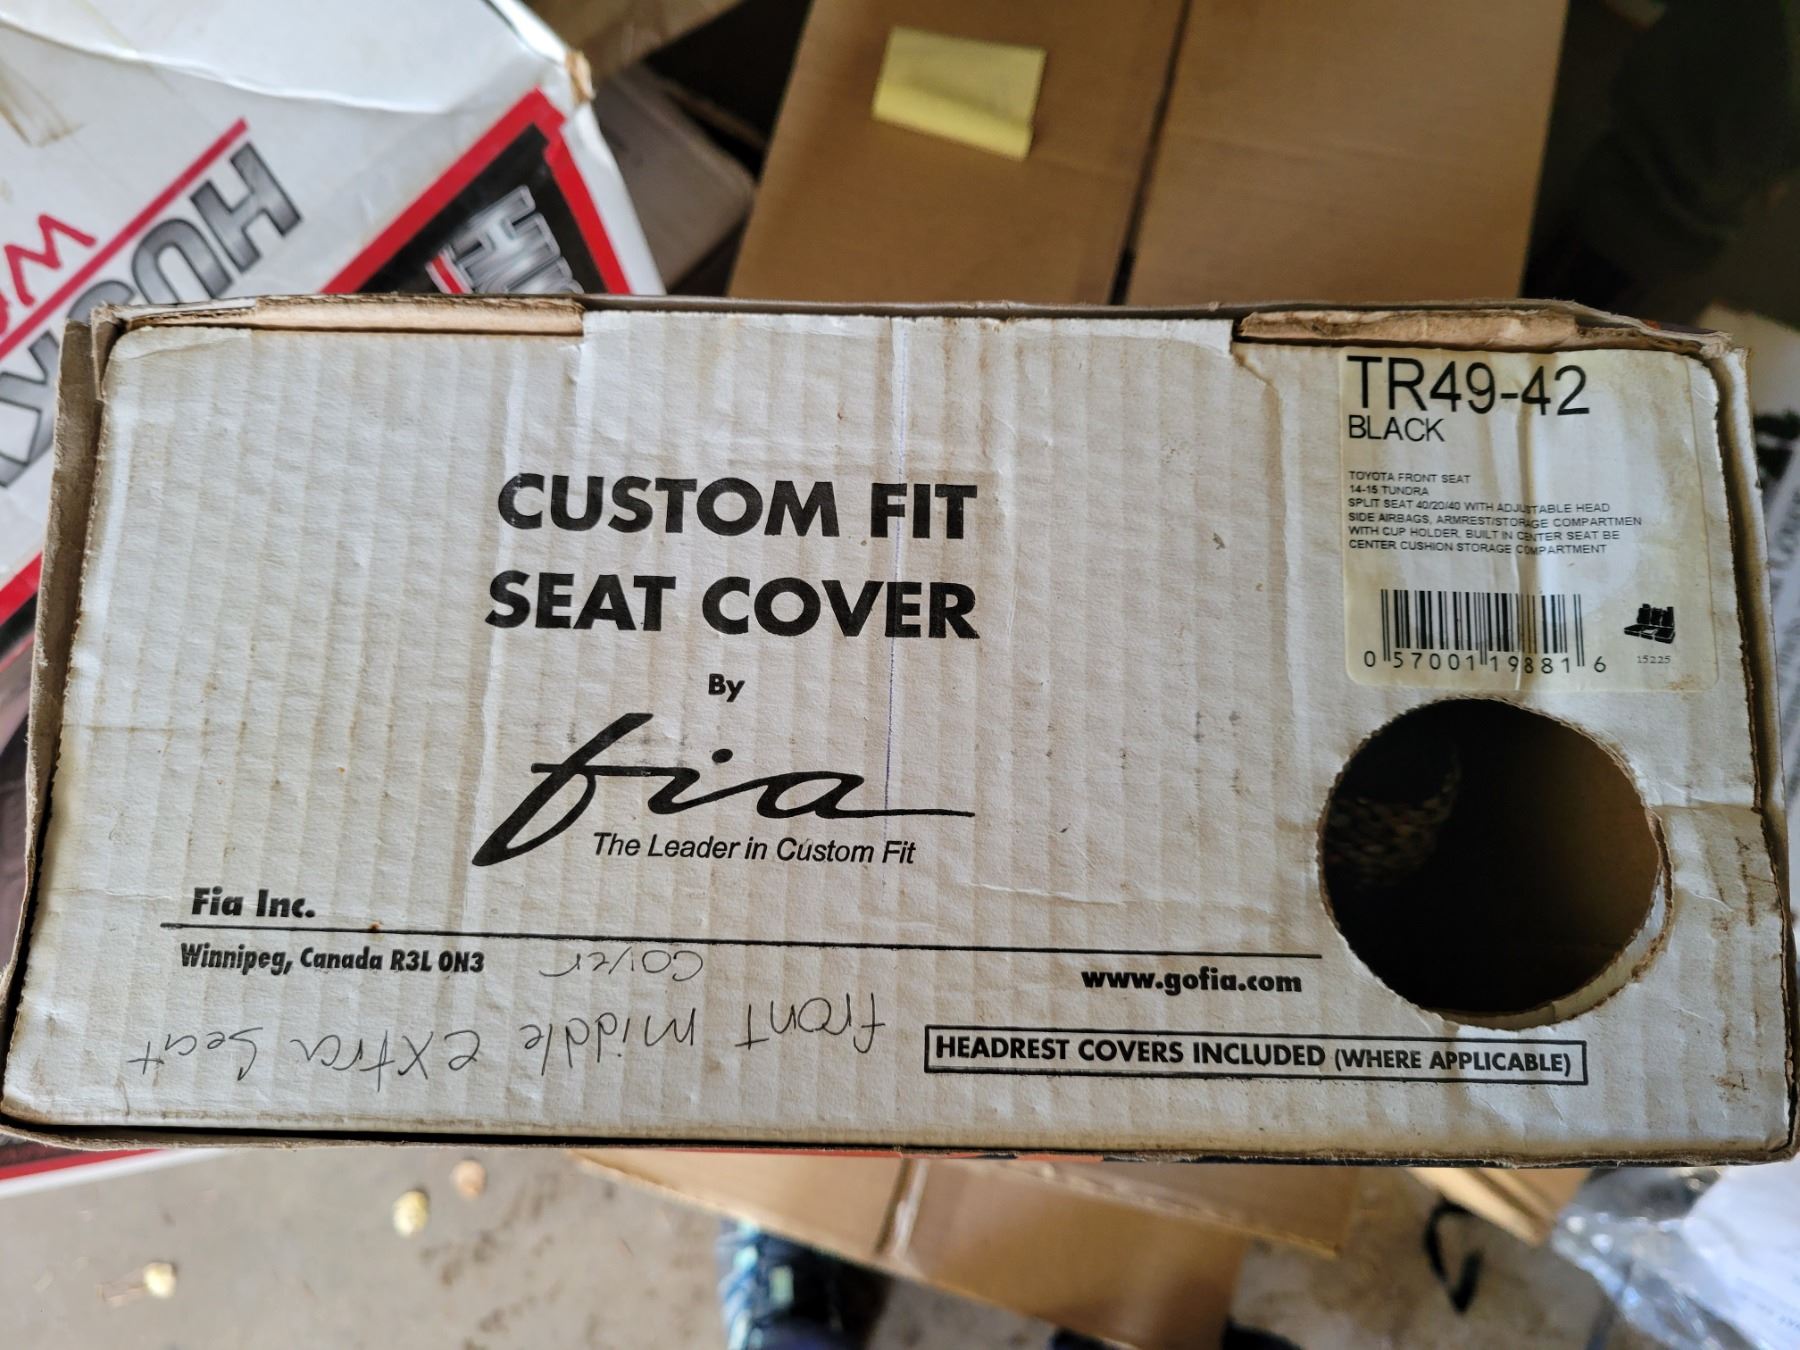 HUSKY
TR49-42
BLACK
TOYOTA FRONT SEAT
14-15 TUNDRA
SPLIT SEAT 40/20/40 WITH ADJUSTABLE HEAD
SIDE AIRBAGS, ARMREST/STORAGE COMPARTMEN
WITH CUP HOLDER, BUILT IN CENTER SEAT BE
CENTER CUSHION STORAGE COMPARTMENT
0 57001 19881 6
15225
CUSTOM FIT
SEAT COVER
By
fia
The Leader in Custom Fit
Fia Inc.
Winnipeg, Canada R3L 0N3
www.gofia.com
HEADREST COVERS INCLUDED (WHERE APPLICABLE)
front middle extra seat
cover